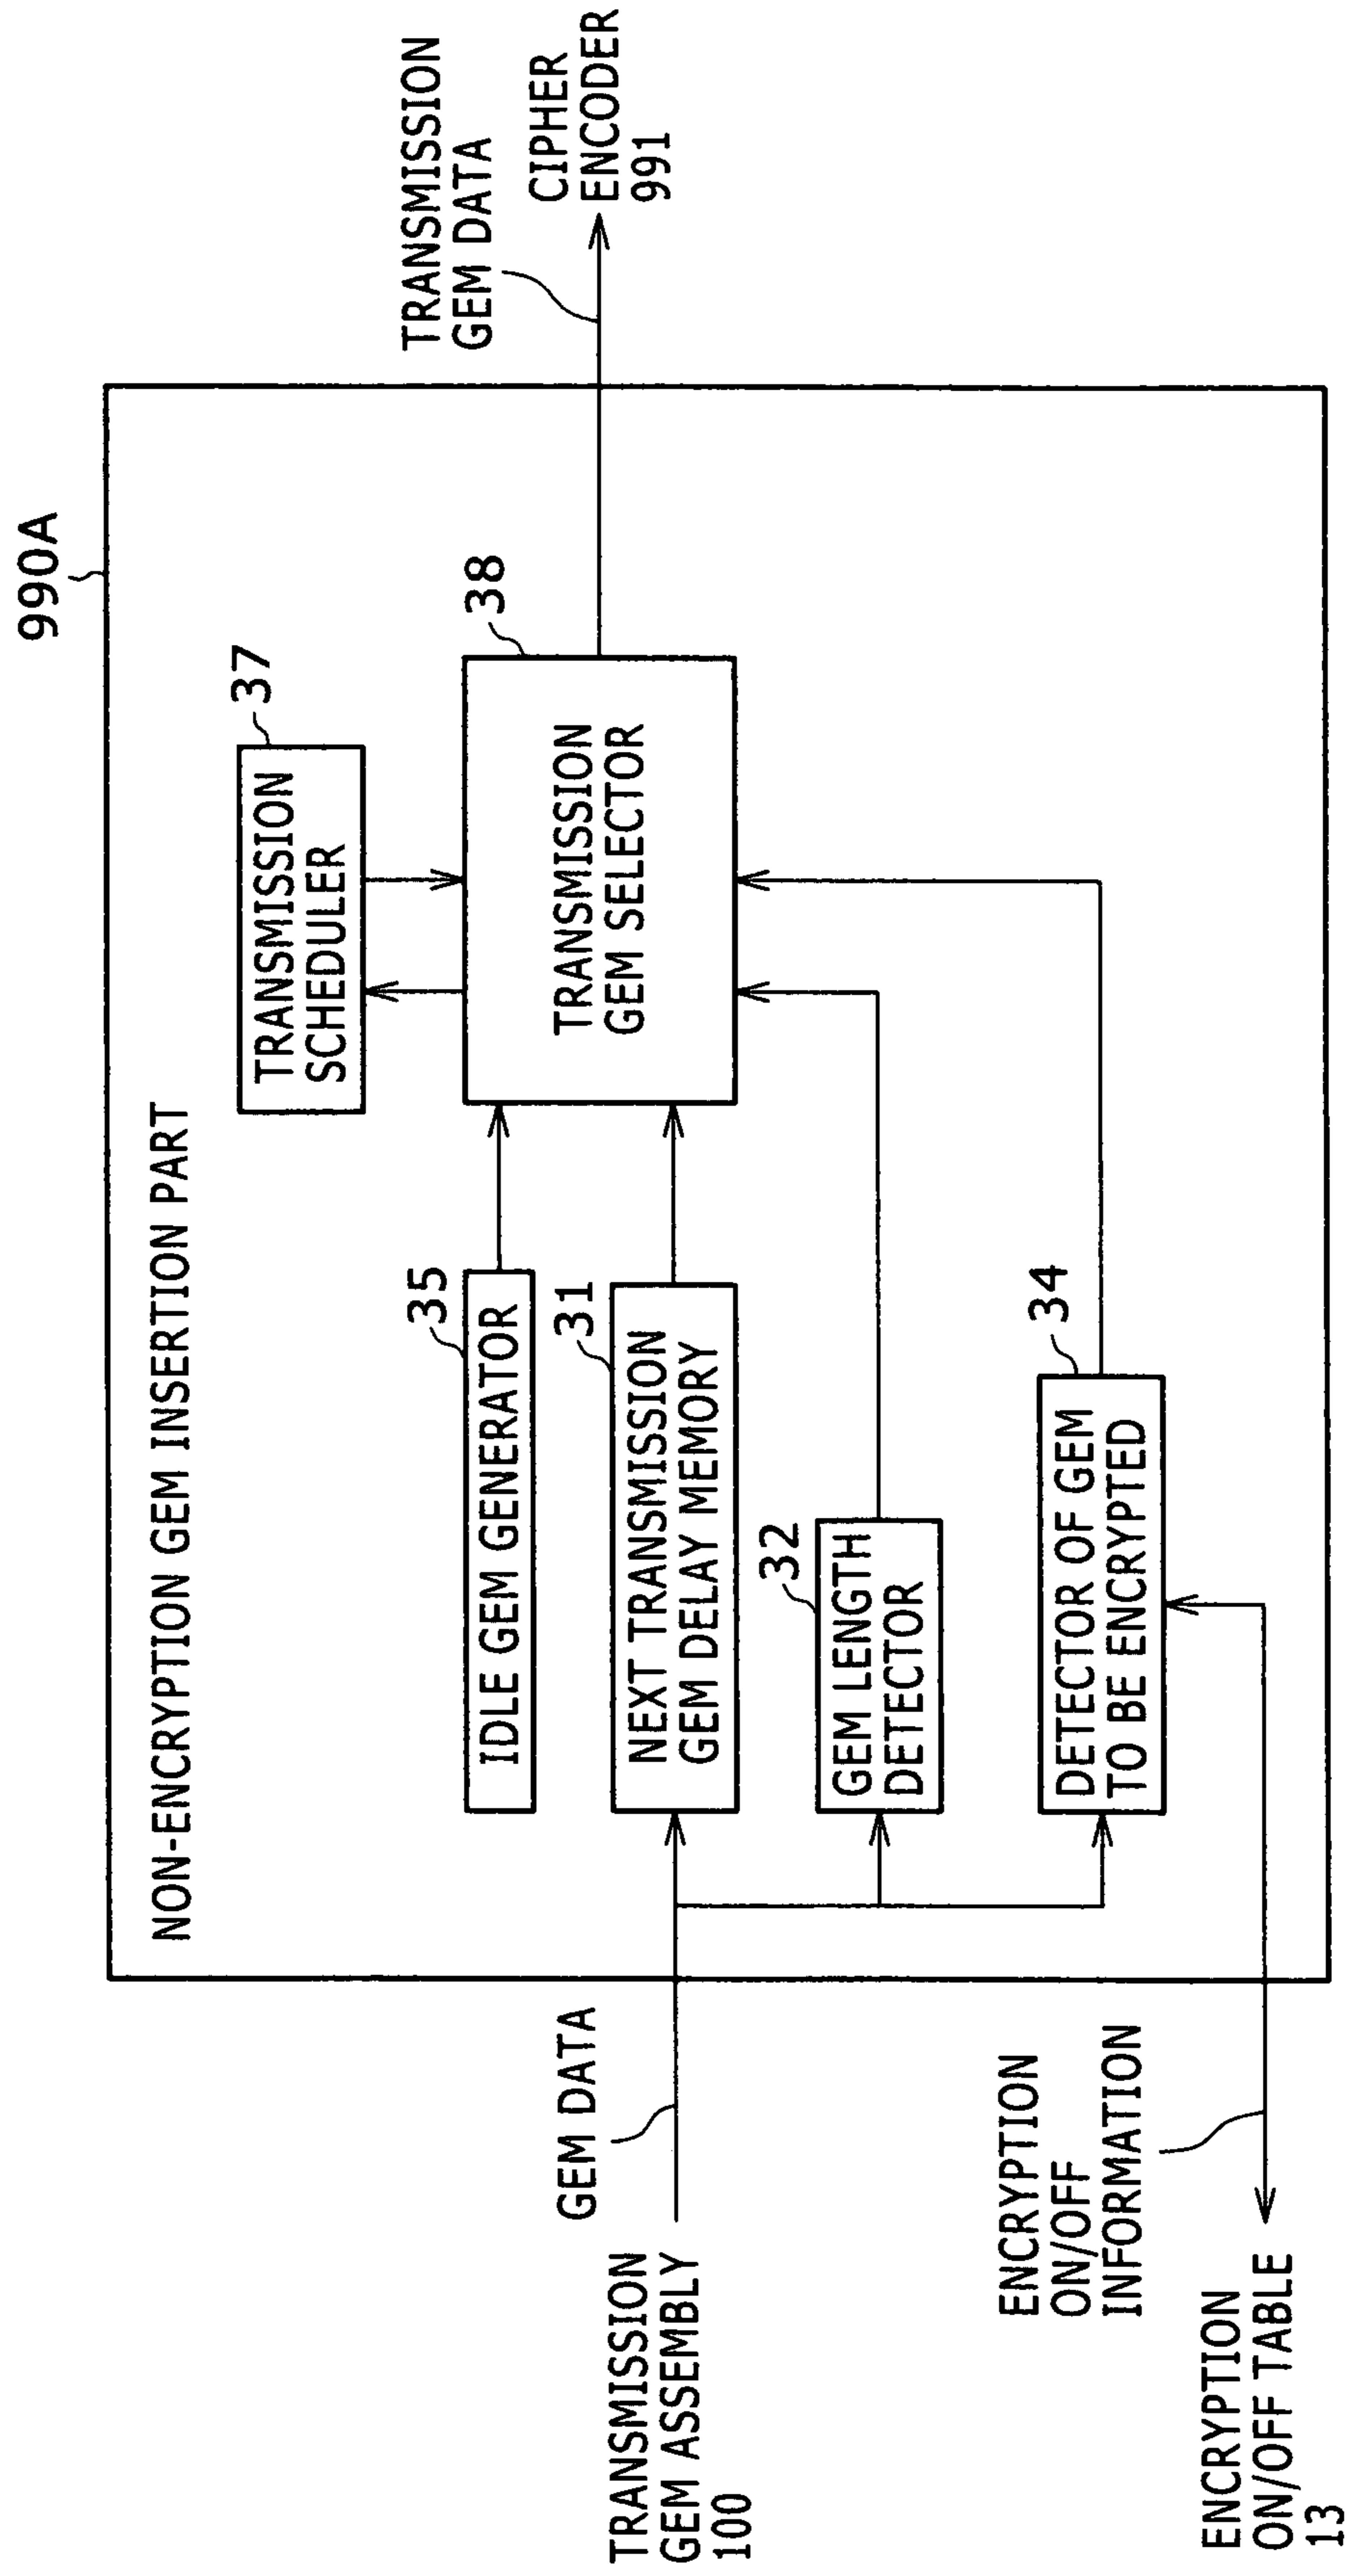 990A
NON-ENCRYPTION GEM INSERTION PART
TRANSMISSION
SCHEDULER
37
IDLE GEM GENERATOR
35
TRANSMISSION
GEM SELECTOR
38
TRANSMISSION
GEM DATA
CIPHER
ENCODER
991
GEM DATA
TRANSMISSION
GEM ASSEMBLY
100
NEXT TRANSMISSION
GEM DELAY MEMORY
31
GEM LENGTH
DETECTOR
32
DETECTOR OF GEM
TO BE ENCRYPTED
34
ENCRYPTION
ON/OFF
INFORMATION
ENCRYPTION
ON/OFF TABLE
13